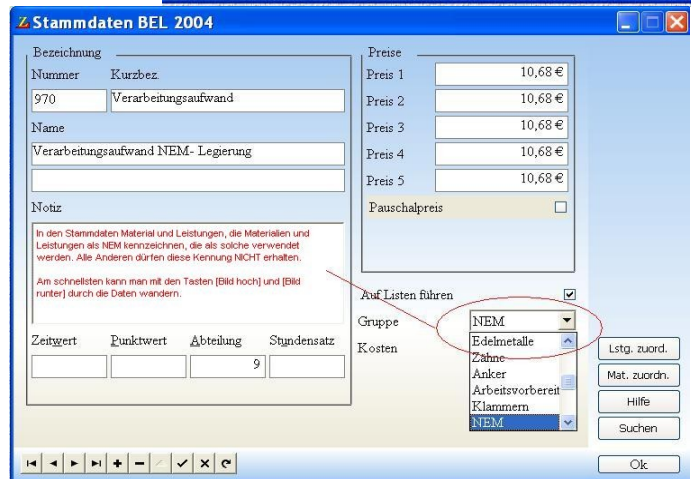 Stammdaten BEL 2004
Bezeichnung
Nummer Kurzbez.
970 Verarbeitungsaufwand
Name
Verarbeitungsaufwand NEM- Legierung
Notiz
In den Stammdaten Material und Leistungen, die Materialien und
Leistungen als NEM kennzeichnen, die als solche verwendet
werden. Alle Anderen dürfen diese Kennung NICHT erhalten.
Am schnellsten kann man mit den Tasten [Bild hoch] und [Bild
runter] durch die Daten wandern.
Zeitwert Punktwert Abteilung Stundensatz
9
Preise
Preis 1 10,68 €
Preis 2 10,68 €
Preis 3 10,68 €
Preis 4 10,68 €
Preis 5 10,68 €
Pauschalpreis
Auf Listen führen
Gruppe NEM
Kosten
Edelmetalle
Zähne
Anker
Arbeitsvorbereit
Klammern
NEM
Lstg. zuord.
Mat. zuordn.
Hilfe
Suchen
Ok